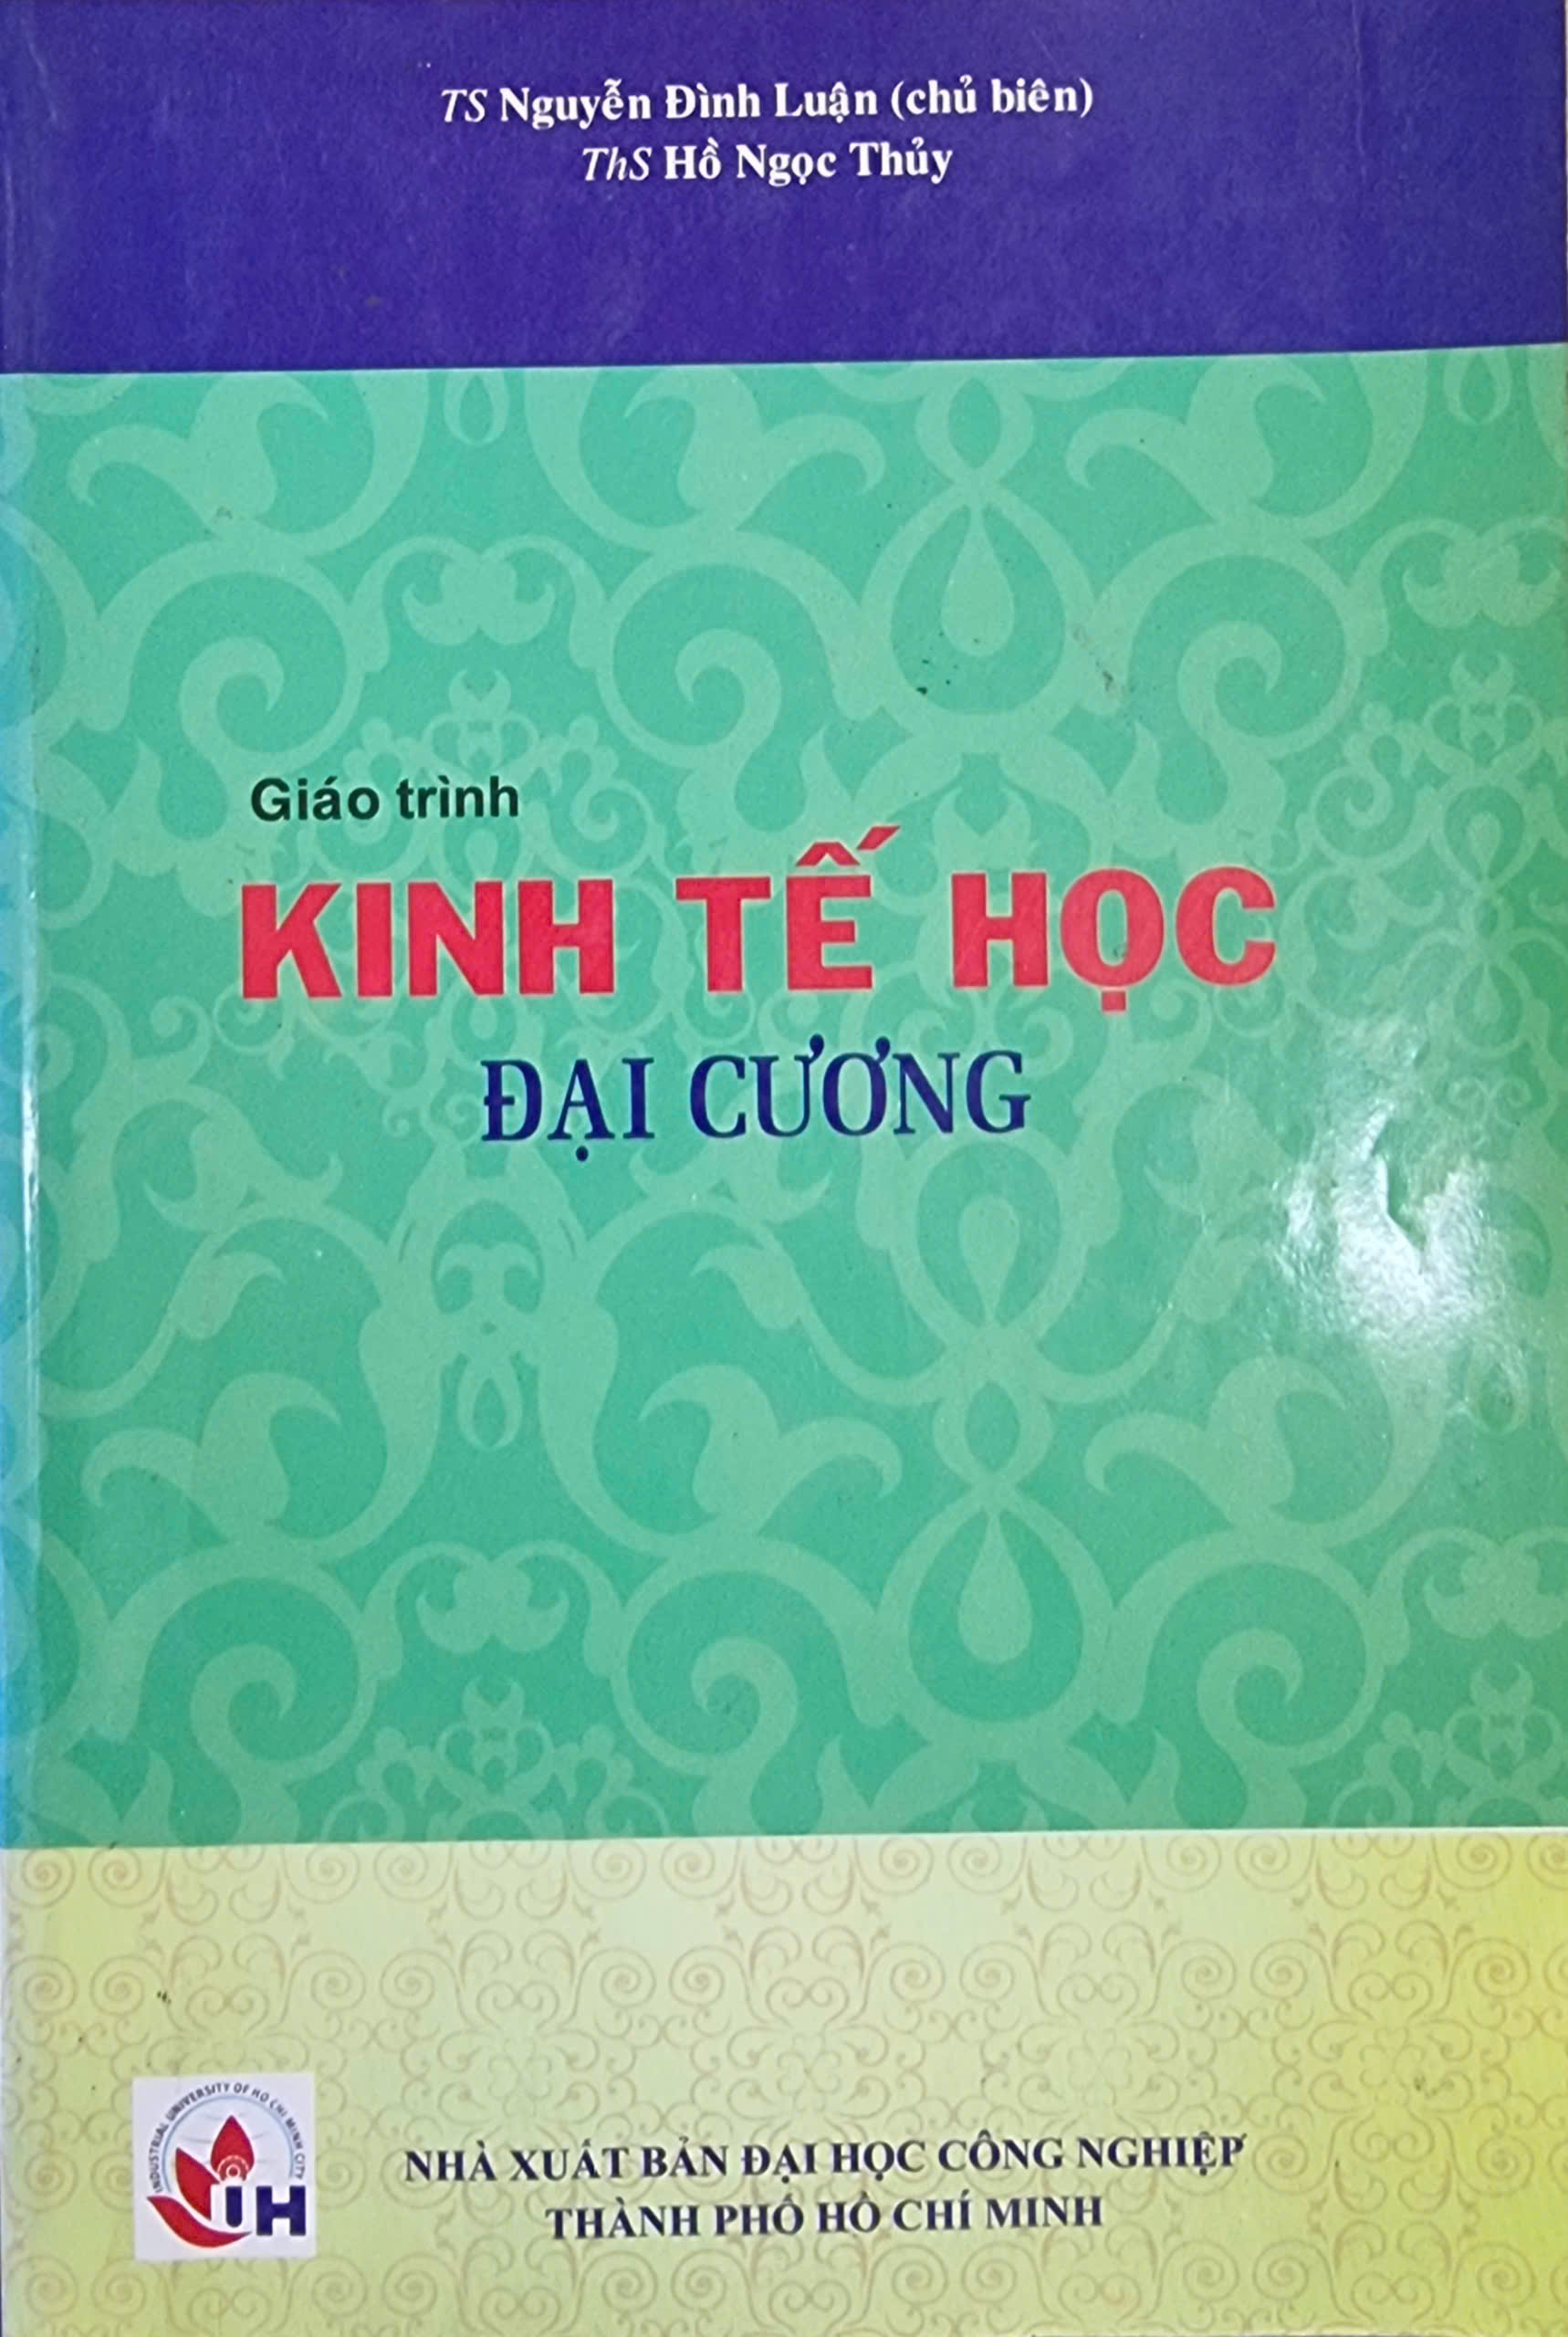 TS Nguyễn Đình Luận (chủ biên)
ThS Hồ Ngọc Thủy
Giáo trình
KINH TẾ HỌC
ĐẠI CƯƠNG
INDUSTRIAL UNIVERSITY OF HO CHI MINH CITY
IUH
NHÀ XUẤT BẢN ĐẠI HỌC CÔNG NGHIỆP
THÀNH PHỐ HỒ CHÍ MINH